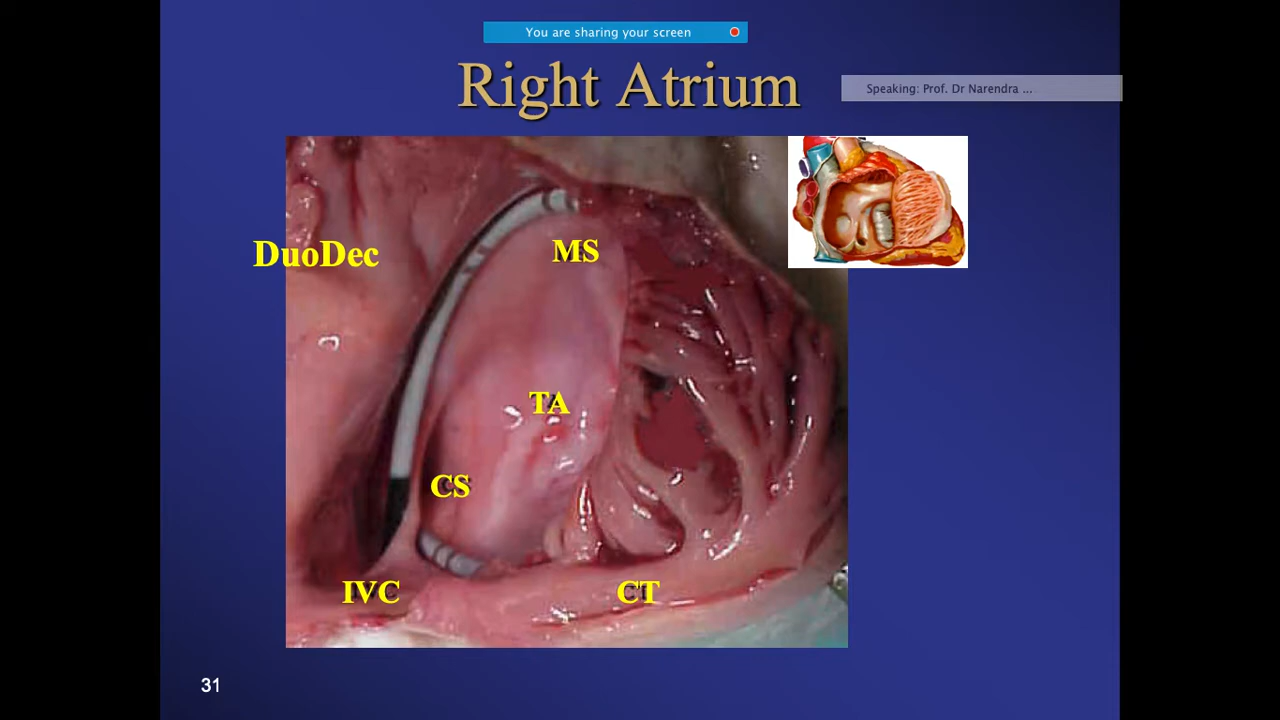 You are sharing your screen
Right Atrium
Speaking: Prof. Dr Narendra ...
MS
DuoDec
TA
CS
IVC
CT
31